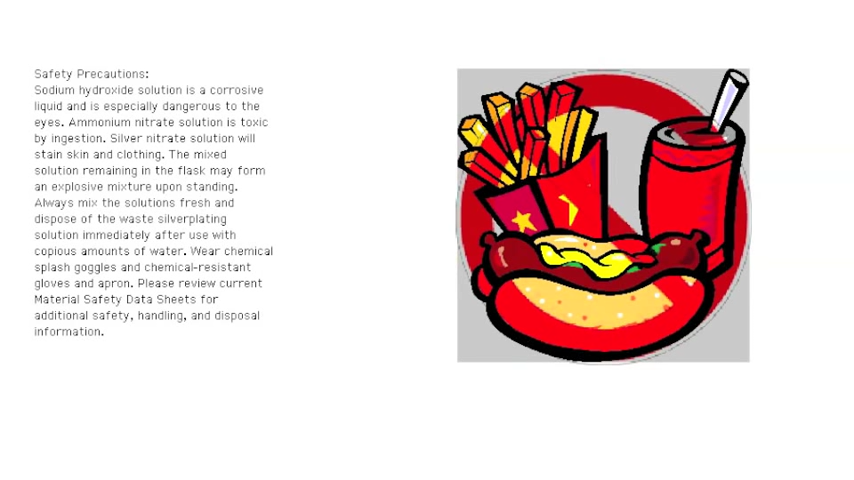 Safety Precautions:
Sodium hydroxide solution is a corrosive
liquid and is especially dangerous to the
eyes. Ammonium nitrate solution is toxic
by ingestion. Silver nitrate solution will
stain skin and clothing. The mixed
solution remaining in the flask may form
an explosive mixture upon standing.
Always mix the solutions fresh and
dispose of the waste silverplating
solution immediately after use with
copious amounts of water. Wear chemical
splash goggles and chemical-resistant
gloves and apron. Please review current
Material Safety Data Sheets for
additional safety, handling, and disposal
information.